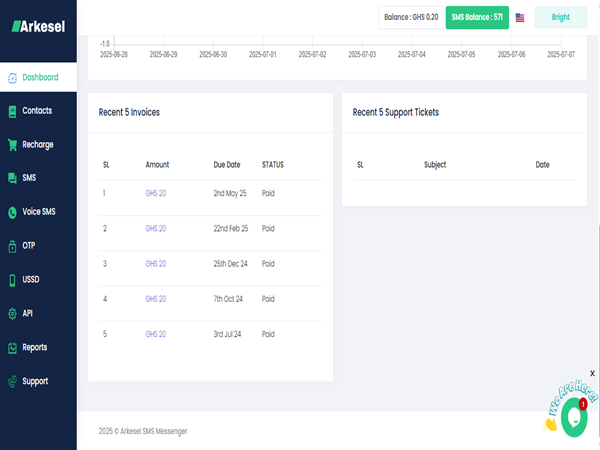 Arkesel
Balance : GHS 0.20
SMS Balance : 571
Bright
Dashboard
Contacts
Recharge
SMS
Voice SMS
OTP
USSD
API
Reports
Support
-1.0
2025-06-28 2025-06-29 2025-06-30 2025-07-01 2025-07-02 2025-07-03 2025-07-04 2025-07-05 2025-07-06 2025-07-07
Recent 5 Invoices
SL Amount Due Date STATUS
1 GHS 20 2nd May 25 Paid
2 GHS 20 22nd Feb 25 Paid
3 GHS 20 25th Dec 24 Paid
4 GHS 20 7th Oct 24 Paid
5 GHS 20 3rd Jul 24 Paid
Recent 5 Support Tickets
SL Subject Date
x
We Are Here!
1
2025 © Arkesel SMS Messenger